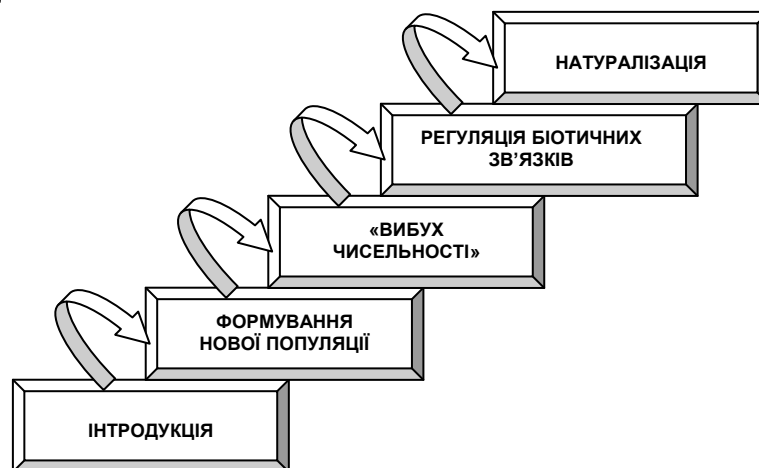 НАТУРАЛІЗАЦІЯ
РЕГУЛЯЦІЯ БІОТИЧНИХ
ЗВ’ЯЗКІВ
«ВИБУХ
ЧИСЕЛЬНОСТІ»
ФОРМУВАННЯ
НОВОЇ ПОПУЛЯЦІЇ
ІНТРОДУКЦІЯ